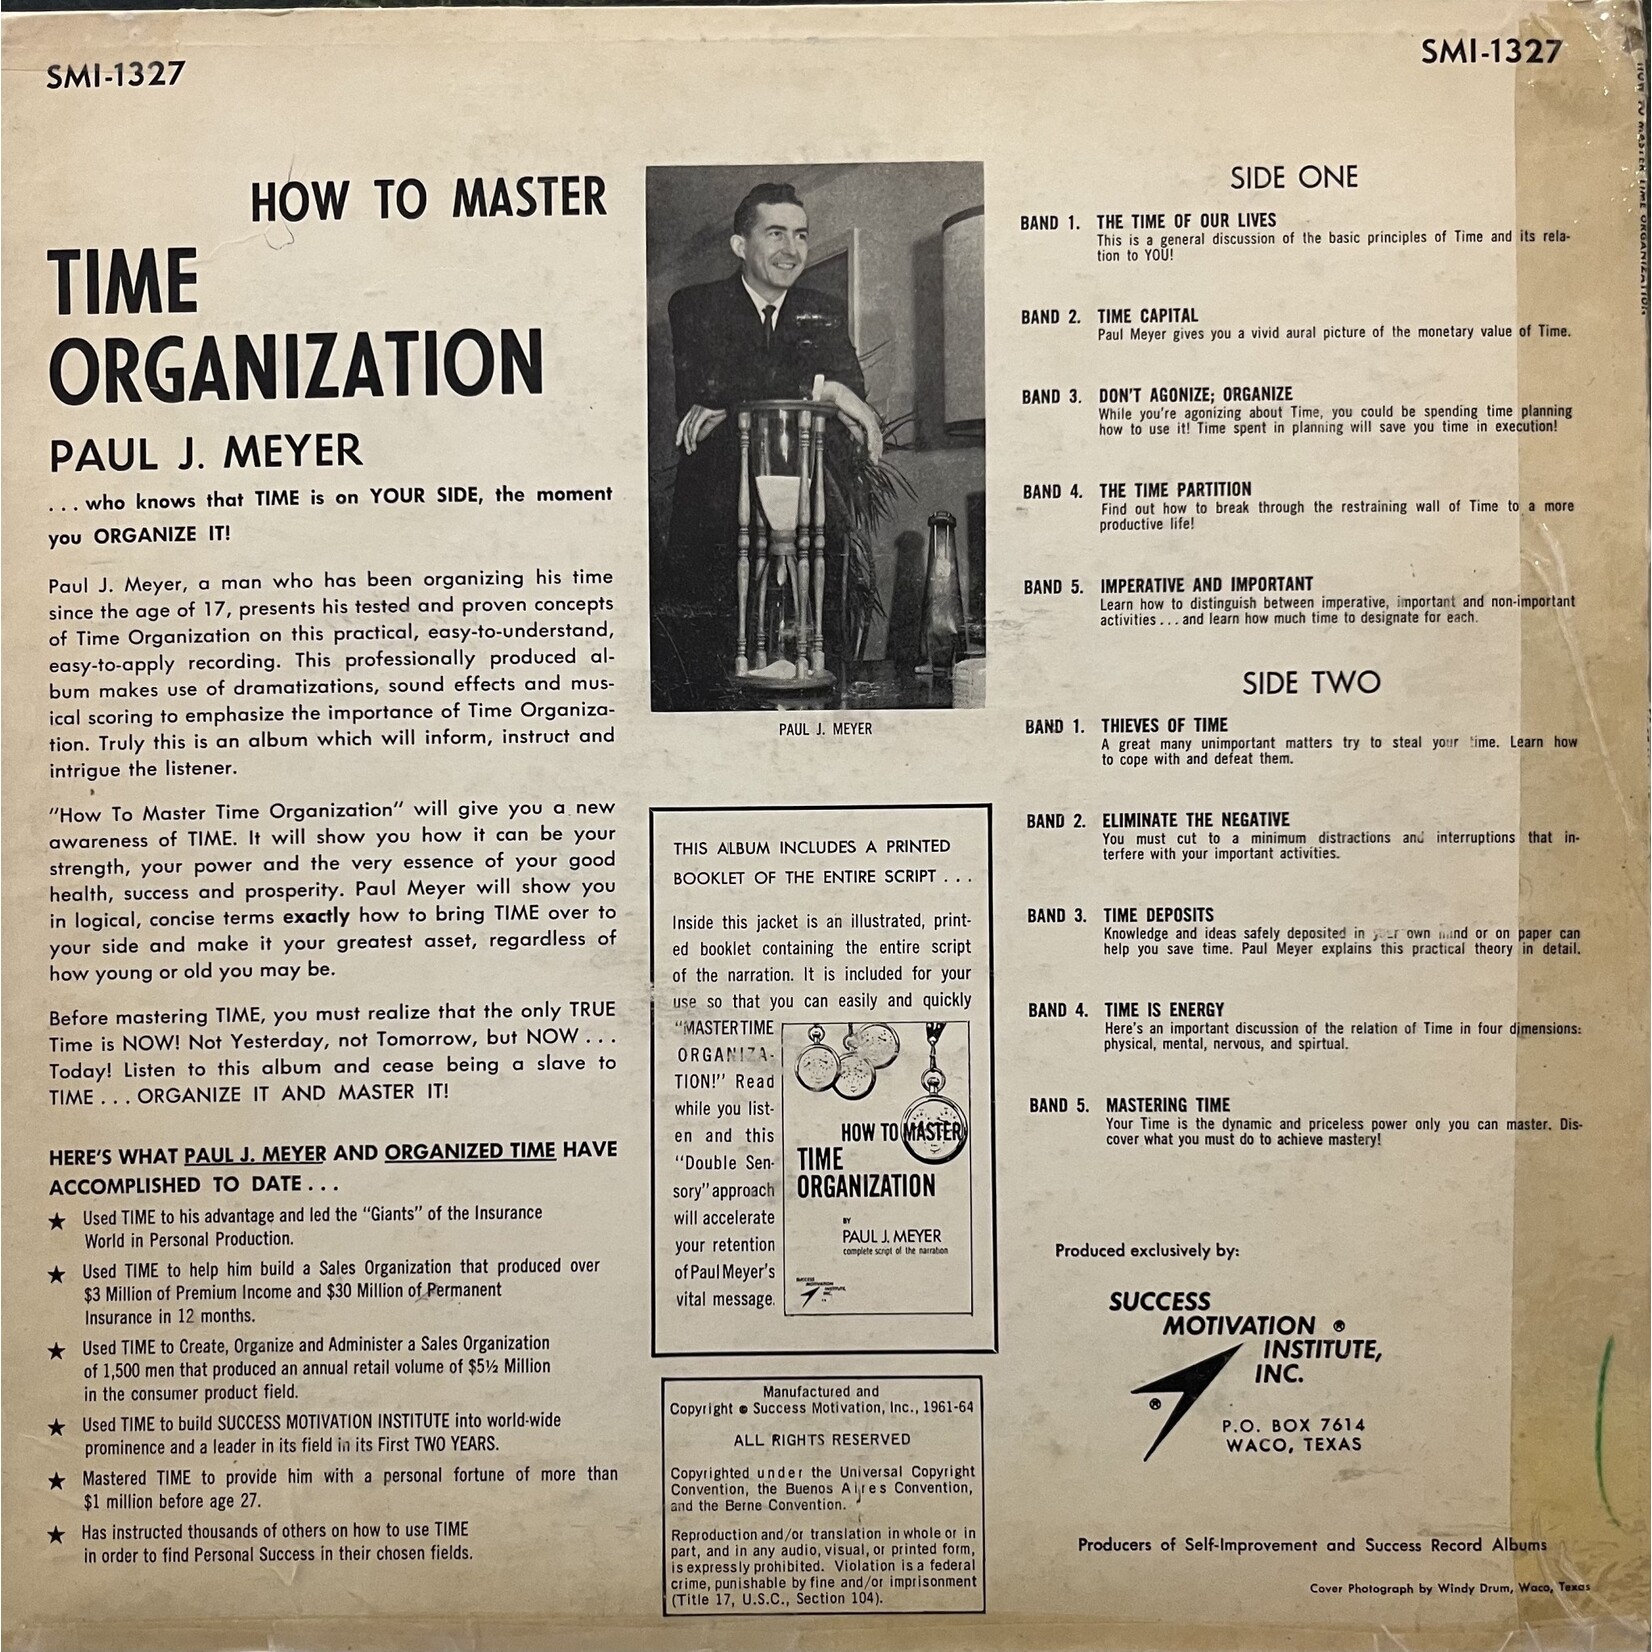 SMI-1327
SMI-1327
HOW TO MASTER
TIME
ORGANIZATION
PAUL J. MEYER
. . . who knows that TIME is on YOUR SIDE, the moment
you ORGANIZE IT!
Paul J. Meyer, a man who has been organizing his time
since the age of 17, presents his tested and proven concepts
of Time Organization on this practical, easy-to-understand,
easy-to-apply recording. This professionally produced al-
bum makes use of dramatizations, sound effects and mus-
ical scoring to emphasize the importance of Time Organiza-
tion. Truly this is an album which will inform, instruct and
intrigue the listener.
"How To Master Time Organization" will give you a new
awareness of TIME. It will show you how it can be your
strength, your power and the very essence of your good
health, success and prosperity. Paul Meyer will show you
in logical, concise terms exactly how to bring TIME over to
your side and make it your greatest asset, regardless of
how young or old you may be.
Before mastering TIME, you must realize that the only TRUE
Time is NOW! Not Yesterday, not Tomorrow, but NOW . . .
Today! Listen to this album and cease being a slave to
TIME . . . ORGANIZE IT AND MASTER IT!
HERE'S WHAT PAUL J. MEYER AND ORGANIZED TIME HAVE
ACCOMPLISHED TO DATE . . .
★ Used TIME to his advantage and led the "Giants" of the Insurance
World in Personal Production.
★ Used TIME to help him build a Sales Organization that produced over
$3 Million of Premium Income and $30 Million of Permanent
Insurance in 12 months.
★ Used TIME to Create, Organize and Administer a Sales Organization
of 1,500 men that produced an annual retail volume of $5½ Million
in the consumer product field.
★ Used TIME to build SUCCESS MOTIVATION INSTITUTE into world-wide
prominence and a leader in its field in its First TWO YEARS.
★ Mastered TIME to provide him with a personal fortune of more than
$1 million before age 27.
★ Has instructed thousands of others on how to use TIME
in order to find Personal Success in their chosen fields.
PAUL J. MEYER
THIS ALBUM INCLUDES A PRINTED
BOOKLET OF THE ENTIRE SCRIPT . . .
Inside this jacket is an illustrated, print-
ed booklet containing the entire script
of the narration. It is included for your
use so that you can easily and quickly
"MASTER TIME
ORGANIZA-
TION!" Read
while you list-
en and this
"Double Sen-
sory" approach
will accelerate
your retention
of Paul Meyer's
vital message.
HOW TO MASTER
TIME
ORGANIZATION
BY
PAUL J. MEYER
complete script of the narration
SUCCESS
MOTIVATION
INSTITUTE,
INC.
Manufactured and
Copyright © Success Motivation, Inc., 1961-64
ALL RIGHTS RESERVED
Copyrighted under the Universal Copyright
Convention, the Buenos Aires Convention,
and the Berne Convention.
Reproduction and/or translation in whole or in
part, and in any audio, visual, or printed form,
is expressly prohibited. Violation is a federal
crime, punishable by fine and/or imprisonment
(Title 17, U.S.C., Section 104).
SIDE ONE
BAND 1. THE TIME OF OUR LIVES
This is a general discussion of the basic principles of Time and its rela-
tion to YOU!
BAND 2. TIME CAPITAL
Paul Meyer gives you a vivid aural picture of the monetary value of Time.
BAND 3. DON'T AGONIZE; ORGANIZE
While you're agonizing about Time, you could be spending time planning
how to use it! Time spent in planning will save you time in execution!
BAND 4. THE TIME PARTITION
Find out how to break through the restraining wall of Time to a more
productive life!
BAND 5. IMPERATIVE AND IMPORTANT
Learn how to distinguish between imperative, important and non-important
activities . . . and learn how much time to designate for each.
SIDE TWO
BAND 1. THIEVES OF TIME
A great many unimportant matters try to steal your time. Learn how
to cope with and defeat them.
BAND 2. ELIMINATE THE NEGATIVE
You must cut to a minimum distractions and interruptions that in-
terfere with your important activities.
BAND 3. TIME DEPOSITS
Knowledge and ideas safely deposited in your own mind or on paper can
help you save time. Paul Meyer explains this practical theory in detail.
BAND 4. TIME IS ENERGY
Here's an important discussion of the relation of Time in four dimensions:
physical, mental, nervous, and spirtual.
BAND 5. MASTERING TIME
Your Time is the dynamic and priceless power only you can master. Dis-
cover what you must do to achieve mastery!
Produced exclusively by:
SUCCESS
MOTIVATION ®
INSTITUTE,
INC.
®
P.O. BOX 7614
WACO, TEXAS
Producers of Self-Improvement and Success Record Albums
Cover Photograph by Windy Drum, Waco, Texas
HOW TO MASTER TIME ORGANIZATION